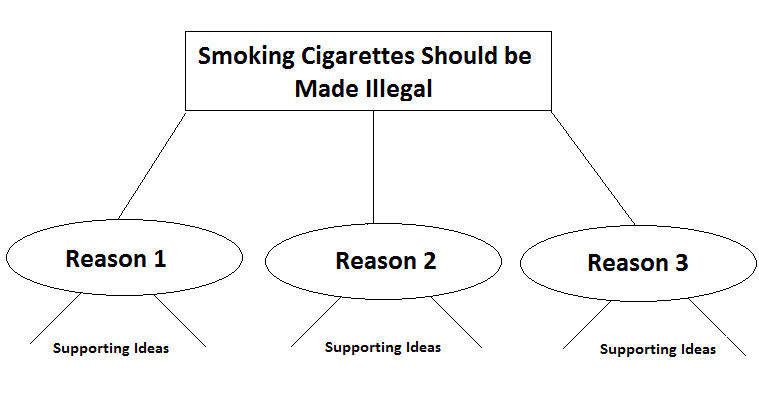 Smoking Cigarettes Should be
Made Illegal
Reason 1
Reason 2
Reason 3
Supporting Ideas
Supporting Ideas
Supporting Ideas